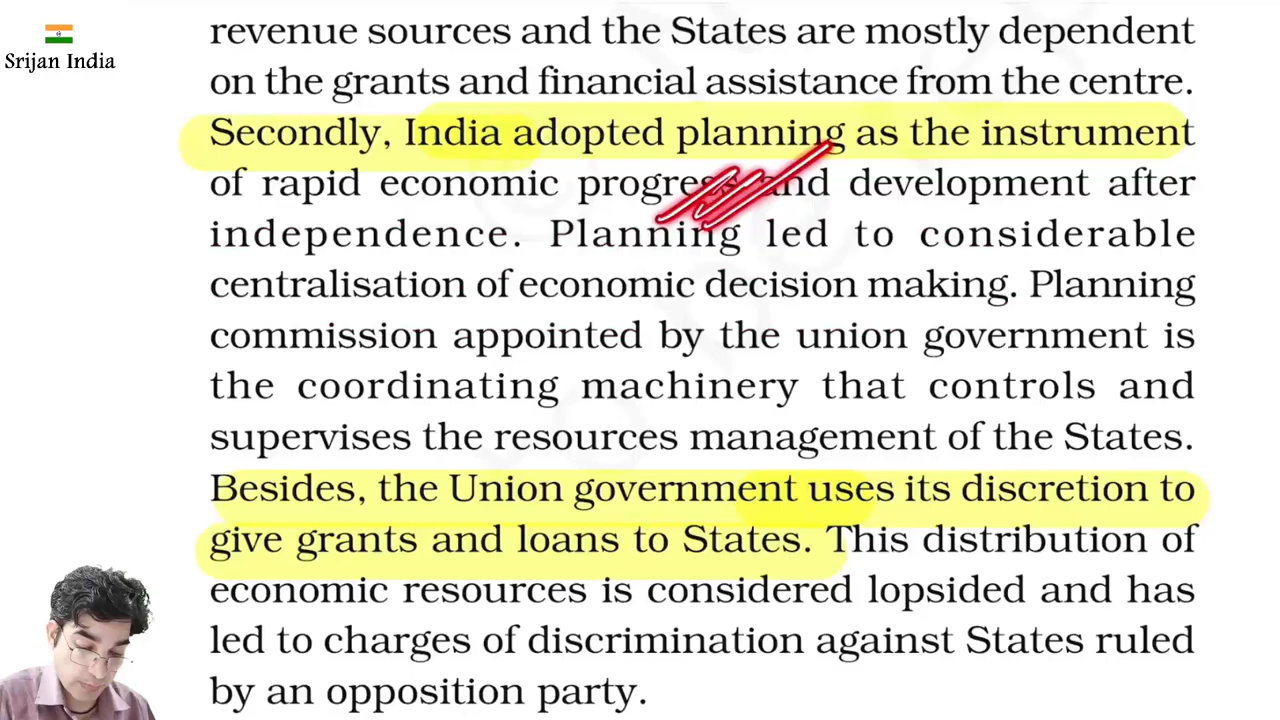 Srijan India
revenue sources and the States are mostly dependent
on the grants and financial assistance from the centre.
Secondly, India adopted planning as the instrument
of rapid economic progress and development after
independence. Planning led to considerable
centralisation of economic decision making. Planning
commission appointed by the union government is
the coordinating machinery that controls and
supervises the resources management of the States.
Besides, the Union government uses its discretion to
give grants and loans to States. This distribution of
economic resources is considered lopsided and has
led to charges of discrimination against States ruled
by an opposition party.